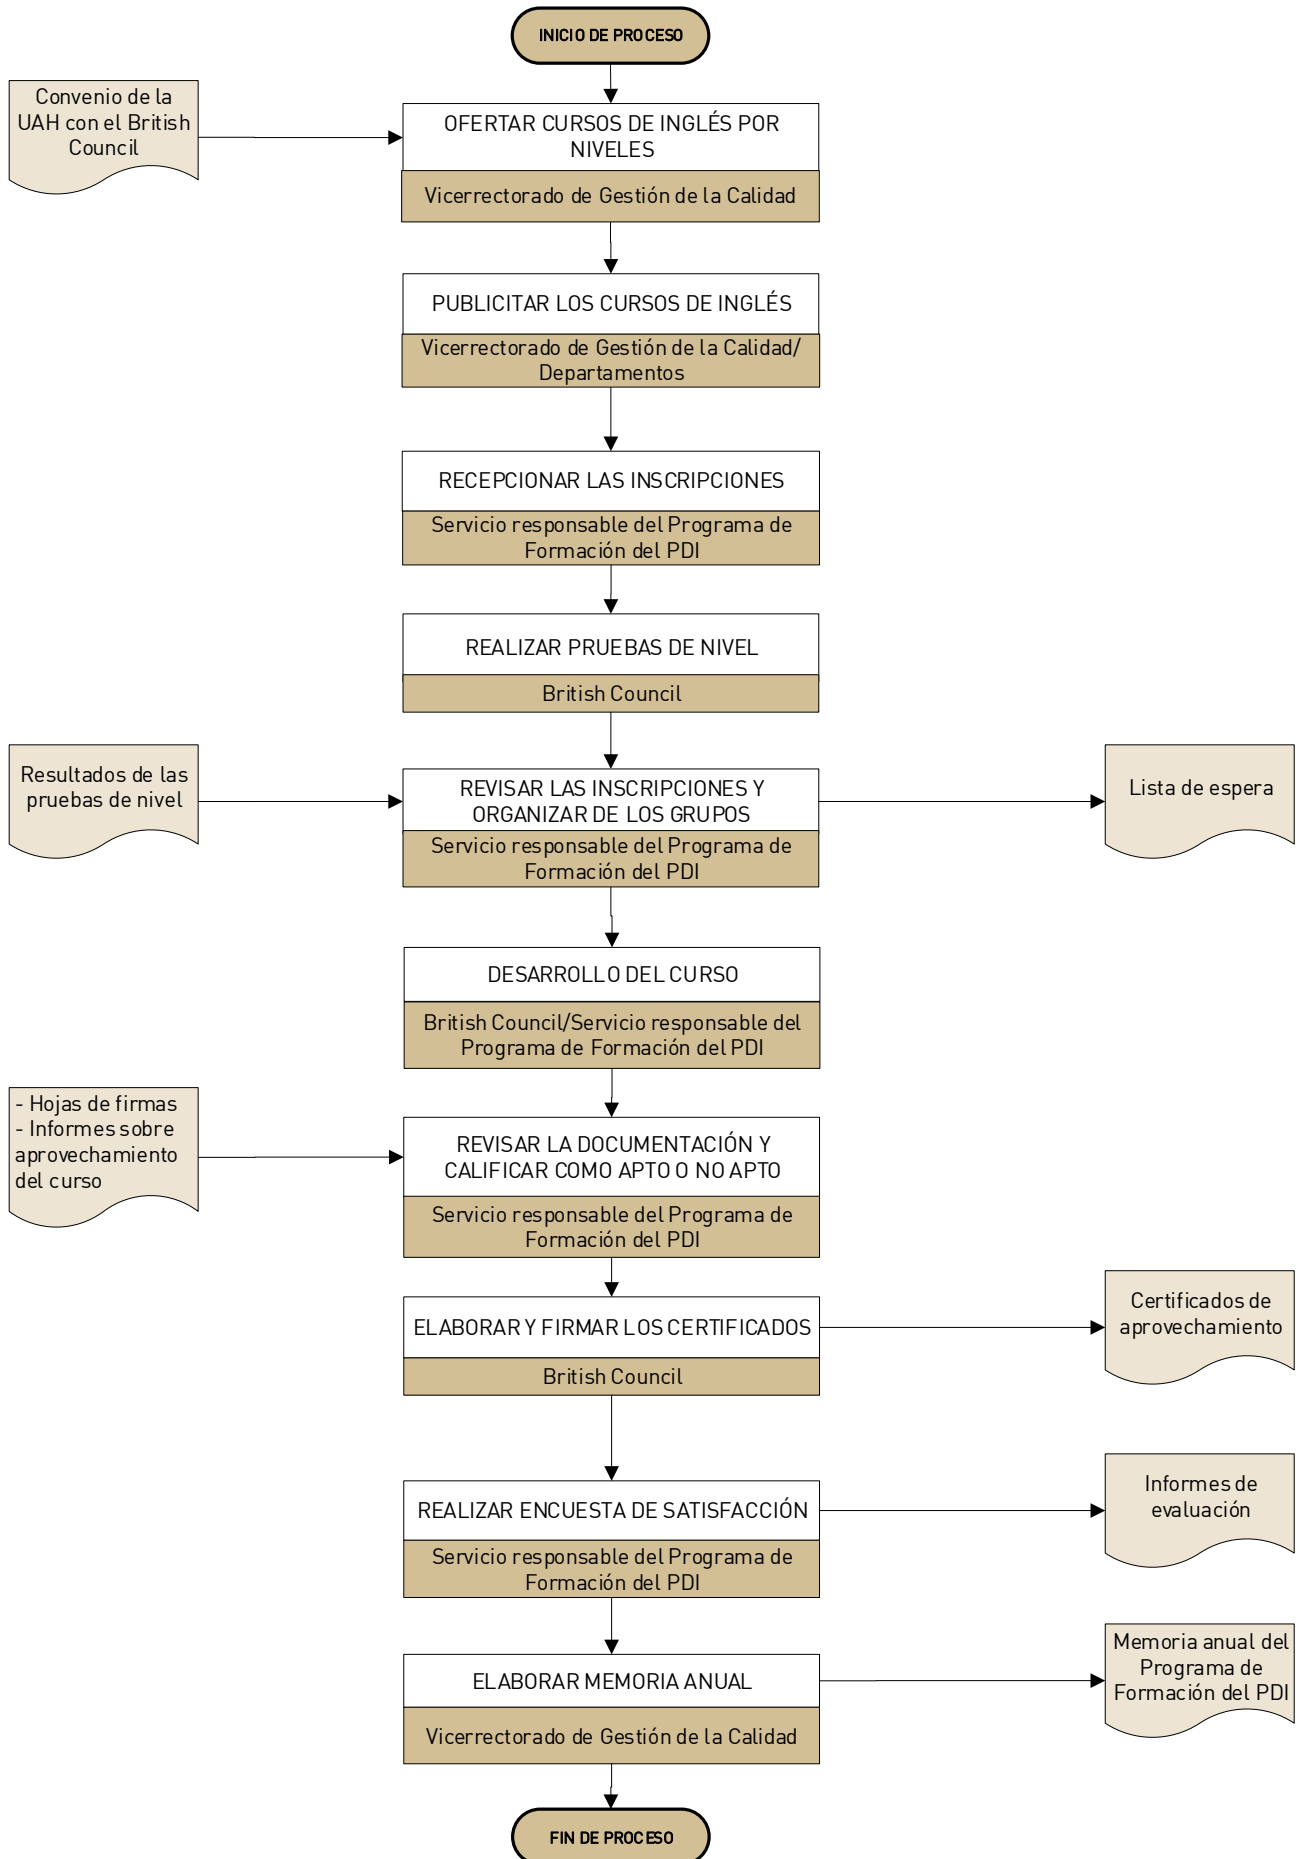 INICIO DE PROCESO
Convenio de la
UAH con el British
Council
OFERTAR CURSOS DE INGLÉS POR
NIVELES
Vicerrectorado de Gestión de la Calidad
PUBLICITAR LOS CURSOS DE INGLÉS
Vicerrectorado de Gestión de la Calidad/
Departamentos
RECEPCIONAR LAS INSCRIPCIONES
Servicio responsable del Programa de
Formación del PDI
REALIZAR PRUEBAS DE NIVEL
British Council
Resultados de las
pruebas de nivel
REVISAR LAS INSCRIPCIONES Y
ORGANIZAR DE LOS GRUPOS
Servicio responsable del Programa de
Formación del PDI
Lista de espera
DESARROLLO DEL CURSO
British Council/Servicio responsable del
Programa de Formación del PDI
- Hojas de firmas
- Informes sobre
aprovechamiento
del curso
REVISAR LA DOCUMENTACIÓN Y
CALIFICAR COMO APTO O NO APTO
Servicio responsable del Programa de
Formación del PDI
ELABORAR Y FIRMAR LOS CERTIFICADOS
British Council
Certificados de
aprovechamiento
REALIZAR ENCUESTA DE SATISFACCIÓN
Servicio responsable del Programa de
Formación del PDI
Informes de
evaluación
ELABORAR MEMORIA ANUAL
Vicerrectorado de Gestión de la Calidad
Memoria anual del
Programa de
Formación del PDI
FIN DE PROCESO